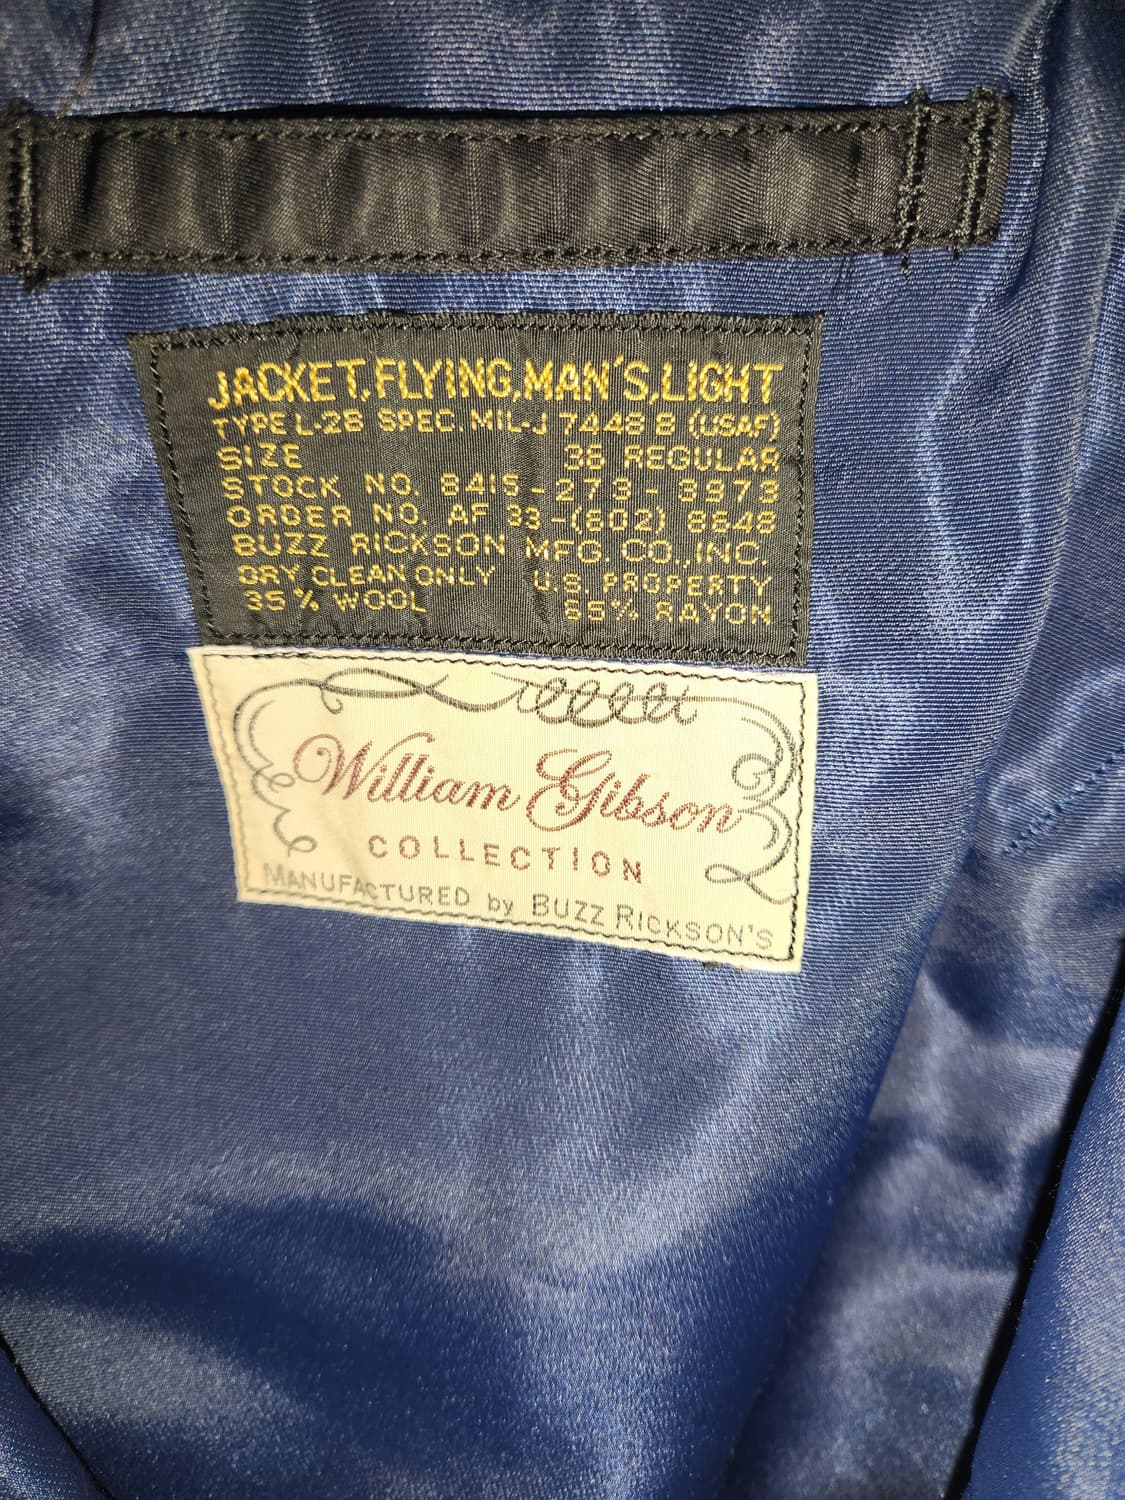 JACKET,FLYING,MAN'S,LIGHT
TYPE L-2B SPEC. MIL-J 7448 B (USAF)
SIZE 36 REGULAR
STOCK NO. 8415-273-3973
ORDER NO. AF 33-(602) 8648
BUZZ RICKSON MFG. CO., INC.
DRY CLEAN ONLY U.S. PROPERTY
35% WOOL 65% RAYON
William Gibson
COLLECTION
MANUFACTURED by BUZZ RICKSON'S